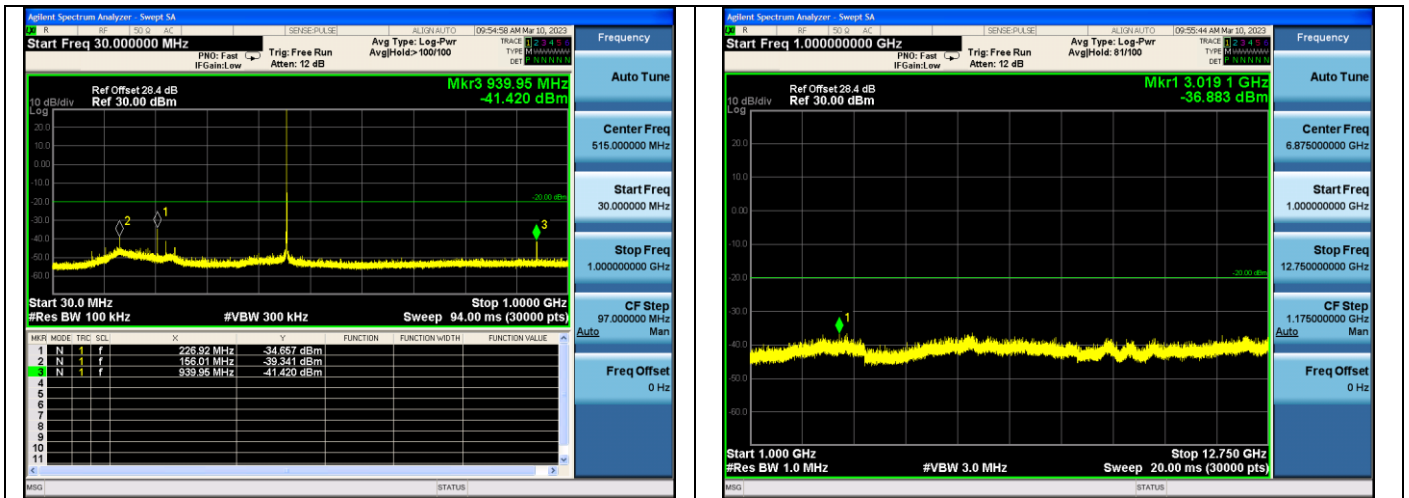 Agilent Spectrum Analyzer - Swept SA
R RF 50 Ω AC SENSE:PULSE ALIGN AUTO 09:54:58 AM Mar 10, 2023
Start Freq 30.000000 MHz
PNO: Fast
IFGain:Low
Trig: Free Run
Atten: 12 dB
Avg Type: Log-Pwr
Avg|Hold:> 100/100
TRACE 1 2 3 4 5 6
TYPE M
DET P N N N N N
Ref Offset 28.4 dB
10 dB/div Ref 30.00 dBm
Log
Mkr3 939.95 MHz
-41.420 dBm
20.0
10.0
0.00
-10.0
-20.0
-20.00 dBm
-30.0
-40.0
-50.0
-60.0
2
1
3
Start 30.0 MHz Stop 1.0000 GHz
#Res BW 100 kHz #VBW 300 kHz Sweep 94.00 ms (30000 pts)
MKR MODE TRC SCL X Y FUNCTION FUNCTION WIDTH FUNCTION VALUE
1 N 1 f 226.92 MHz -34.657 dBm
2 N 1 f 156.01 MHz -39.341 dBm
3 N 1 f 939.95 MHz -41.420 dBm
4
5
6
7
8
9
10
11
MSG STATUS
Frequency
Auto Tune
Center Freq
515.000000 MHz
Start Freq
30.000000 MHz
Stop Freq
1.000000000 GHz
CF Step
97.000000 MHz
Auto Man
Freq Offset
0 Hz
Agilent Spectrum Analyzer - Swept SA
R RF 50 Ω AC SENSE:PULSE ALIGN AUTO 09:55:44 AM Mar 10, 2023
Start Freq 1.000000000 GHz
PNO: Fast
IFGain:Low
Trig: Free Run
Atten: 12 dB
Avg Type: Log-Pwr
Avg|Hold: 81/100
TRACE 1 2 3 4 5 6
TYPE M
DET P N N N N N
Ref Offset 28.4 dB
10 dB/div Ref 30.00 dBm
Log
Mkr1 3.019 1 GHz
-36.883 dBm
20.0
10.0
0.00
-10.0
-20.0
-20.00 dBm
-30.0
-40.0
-50.0
-60.0
1
Start 1.000 GHz Stop 12.750 GHz
#Res BW 1.0 MHz #VBW 3.0 MHz Sweep 20.00 ms (30000 pts)
MSG STATUS
Frequency
Auto Tune
Center Freq
6.875000000 GHz
Start Freq
1.000000000 GHz
Stop Freq
12.750000000 GHz
CF Step
1.175000000 GHz
Auto Man
Freq Offset
0 Hz